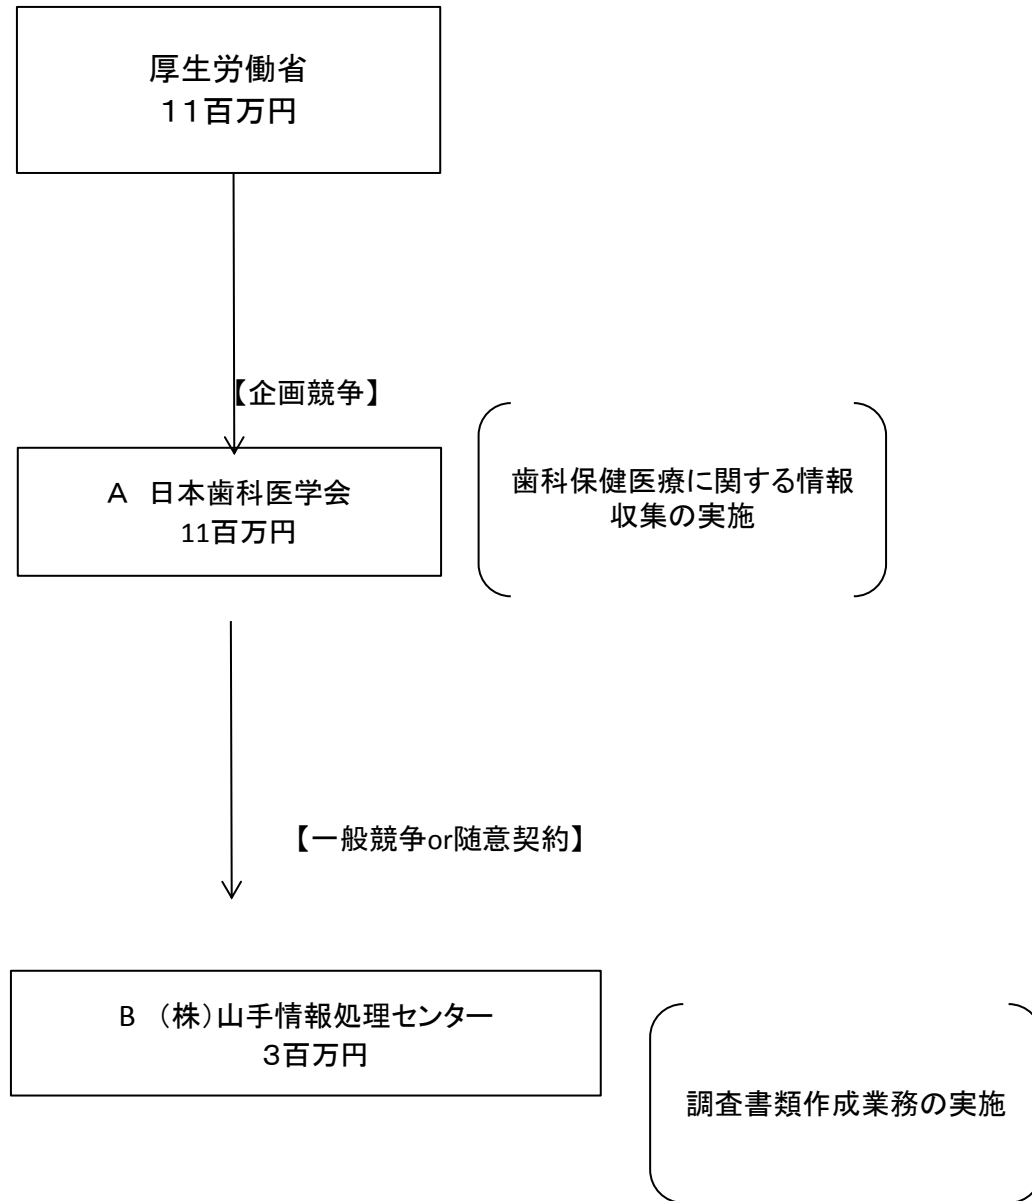 厚生労働省
１１百万円
【企画競争】
A　日本歯科医学会
11百万円
歯科保健医療に関する情報
収集の実施
【一般競争or随意契約】
B　（株）山手情報処理センター
３百万円
調査書類作成業務の実施